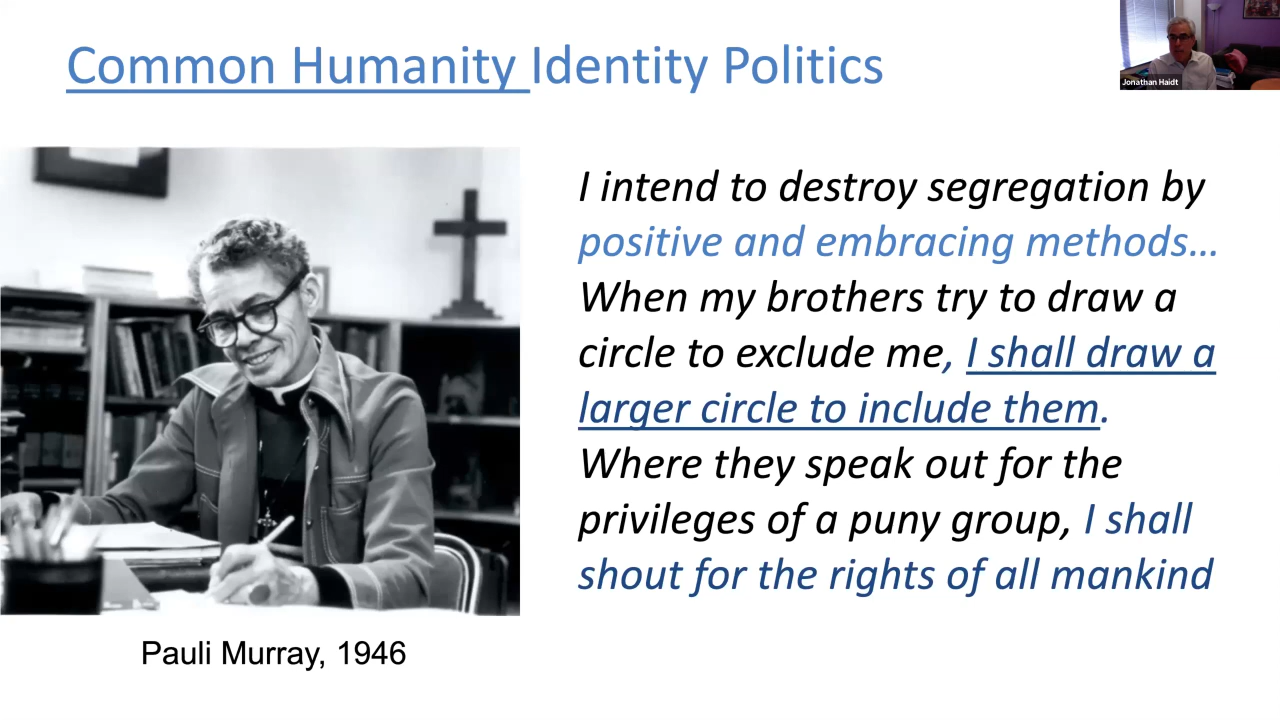 Common Humanity Identity Politics
Jonathan Haidt
I intend to destroy segregation by
positive and embracing methods…
When my brothers try to draw a
circle to exclude me, I shall draw a
larger circle to include them.
Where they speak out for the
privileges of a puny group, I shall
shout for the rights of all mankind
Pauli Murray, 1946